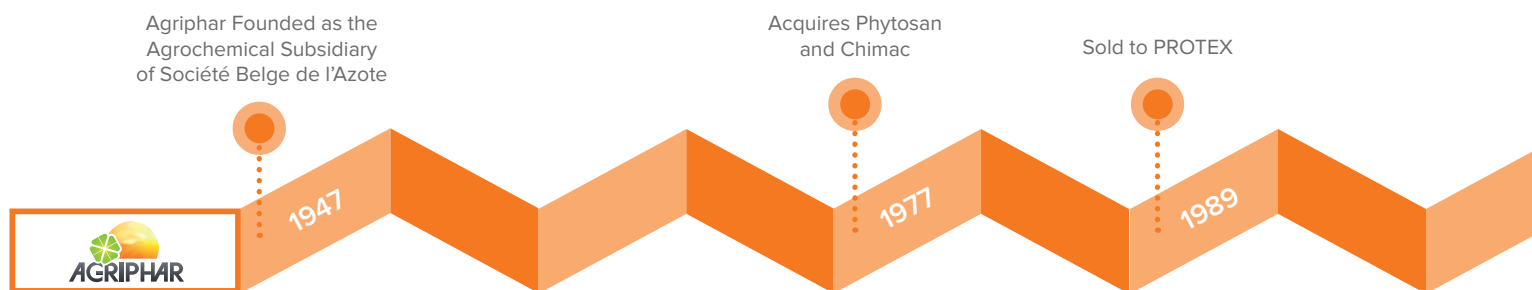 Agriphar Founded as the
Agrochemical Subsidiary
of Société Belge de l'Azote
Acquires Phytosan
and Chimac
Sold to PROTEX
1947
1977
1989
AGRIPHAR